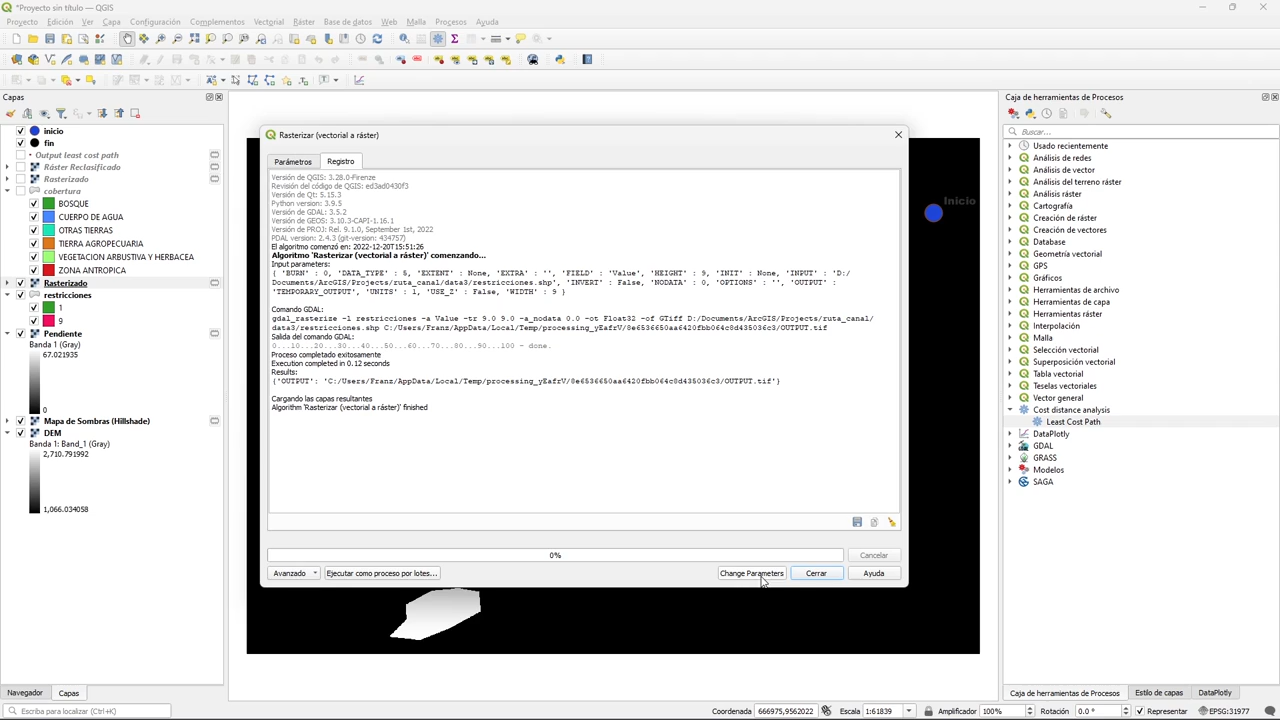 *Proyecto sin título — QGIS
Proyecto Edición Ver Capa Configuración Complementos Vectorial Ráster Base de datos Web Malla Procesos Ayuda
Capas
inicio
fin
Output least cost path
Ráster Reclasificado
Rasterizado
cobertura
BOSQUE
CUERPO DE AGUA
OTRAS TIERRAS
TIERRA AGROPECUARIA
VEGETACION ARBUSTIVA Y HERBACEA
ZONA ANTROPICA
Rasterizado
restricciones
1
9
Pendiente
Banda 1 (Gray)
67.021935
0
Mapa de Sombras (Hillshade)
DEM
Banda 1: Band_1 (Gray)
2,710.791992
1,066.034058
Navegador Capas
Escriba para localizar (Ctrl+K)
Rasterizar (vectorial a ráster)
Parámetros Registro
Versión de QGIS: 3.28.0-Firenze
Revisión del código de QGIS: ed3ad0430f3
Versión de Qt: 5.15.3
Python version: 3.9.5
Versión de GDAL: 3.5.2
Versión de GEOS: 3.10.3-CAPI-1.16.1
Versión de PROJ: Rel. 9.1.0, September 1st, 2022
PDAL version: 2.4.3 (git-version: 434757)
El algoritmo comenzó en: 2022-12-20T15:51:26
Algoritmo 'Rasterizar (vectorial a ráster)' comenzando…
Input parameters:
{ 'BURN' : 0, 'DATA_TYPE' : 5, 'EXTENT' : None, 'EXTRA' : '', 'FIELD' : 'Value', 'HEIGHT' : 9, 'INIT' : None, 'INPUT' : 'D:/
Documents/ArcGIS/Projects/ruta_canal/data3/restricciones.shp', 'INVERT' : False, 'NODATA' : 0, 'OPTIONS' : '', 'OUTPUT' :
'TEMPORARY_OUTPUT', 'UNITS' : 1, 'USE_Z' : False, 'WIDTH' : 9 }
Comando GDAL:
gdal_rasterize -l restricciones -a Value -tr 9.0 9.0 -a_nodata 0.0 -ot Float32 -of GTiff D:/Documents/ArcGIS/Projects/ruta_canal/
data3/restricciones.shp C:/Users/Franz/AppData/Local/Temp/processing_yEafrV/8e6536650aa6420fbb064c8d435036c3/OUTPUT.tif
Salida del comando GDAL:
0...10...20...30...40...50...60...70...80...90...100 - done.
Proceso completado exitosamente
Execution completed in 0.12 seconds
Results:
{'OUTPUT': 'C:/Users/Franz/AppData/Local/Temp/processing_yEafrV/8e6536650aa6420fbb064c8d435036c3/OUTPUT.tif'}
Cargando las capas resultantes
Algorithm 'Rasterizar (vectorial a ráster)' finished
0% Cancelar
Avanzado Ejecutar como proceso por lotes… Change Parameters Cerrar Ayuda
Inicio
Caja de herramientas de Procesos
Buscar…
Usado recientemente
Análisis de redes
Análisis de vector
Análisis del terreno ráster
Análisis ráster
Cartografía
Creación de ráster
Creación de vectores
Database
Geometría vectorial
GPS
Gráficos
Herramientas de archivo
Herramientas de capa
Herramientas ráster
Interpolación
Malla
Selección vectorial
Superposición vectorial
Tabla vectorial
Teselas vectoriales
Vector general
Cost distance analysis
Least Cost Path
DataPlotly
GDAL
GRASS
Modelos
SAGA
Caja de herramientas de Procesos Estilo de capas DataPlotly
Coordenada 666975,9562022 Escala 1:61839 Amplificador 100% Rotación 0.0 ° Representar EPSG:31977